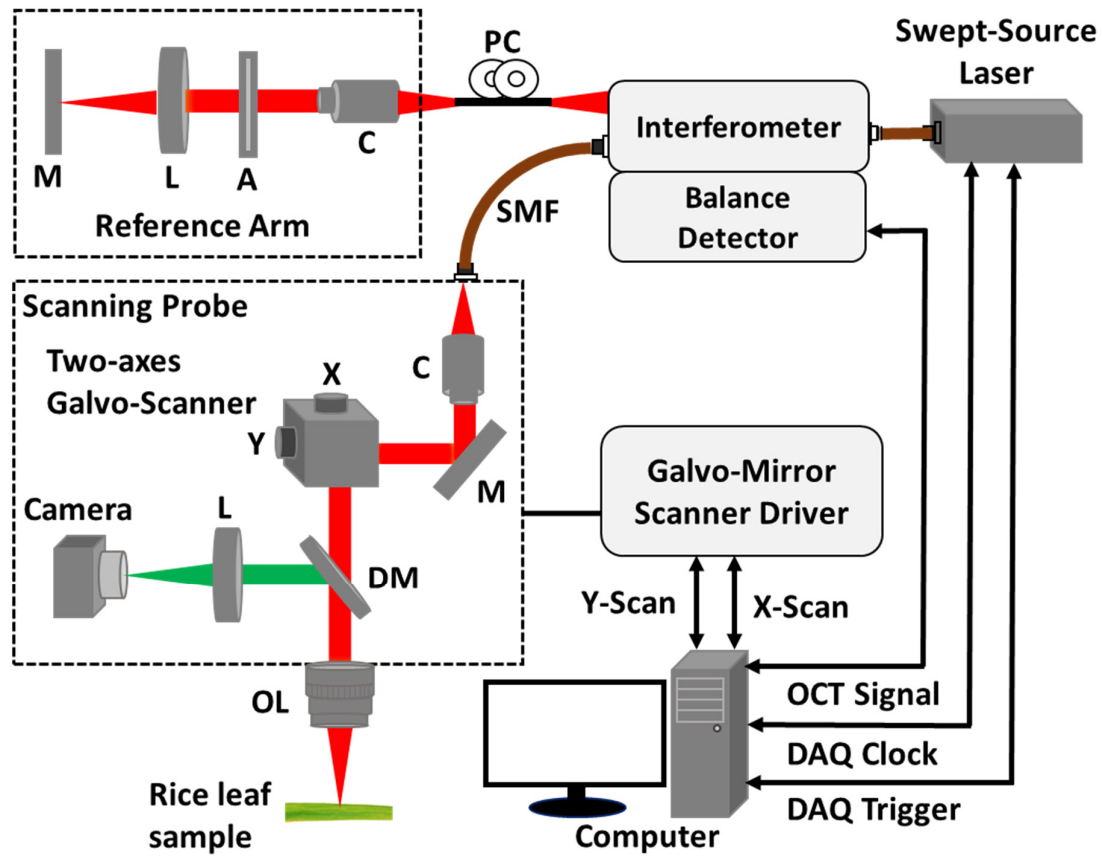 PC
Swept-Source
Laser
Interferometer
M
L
A
C
Reference Arm
SMF
Balance
Detector
Scanning Probe
Two-axes
Galvo-Scanner
X
Y
C
M
Camera
L
DM
Galvo-Mirror
Scanner Driver
Y-Scan
X-Scan
OL
OCT Signal
DAQ Clock
DAQ Trigger
Rice leaf
sample
Computer